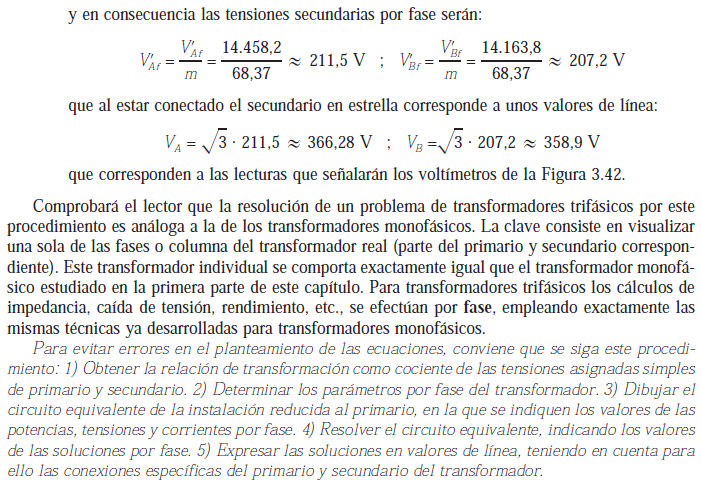 y en consecuencia las tensiones secundarias por fase serán:
V′Af = V′Af / m = 14.458,2 / 68,37 ≈ 211,5 V ; V′Bf = V′Bf / m = 14.163,8 / 68,37 ≈ 207,2 V
que al estar conectado el secundario en estrella corresponde a unos valores de línea:
VA = √3 · 211,5 ≈ 366,28 V ; VB = √3 · 207,2 ≈ 358,9 V
que corresponden a las lecturas que señalarán los voltímetros de la Figura 3.42.
Comprobará el lector que la resolución de un problema de transformadores trifásicos por este
procedimiento es análoga a la de los transformadores monofásicos. La clave consiste en visualizar
una sola de las fases o columna del transformador real (parte del primario y secundario correspon-
diente). Este transformador individual se comporta exactamente igual que el transformador monofá-
sico estudiado en la primera parte de este capítulo. Para transformadores trifásicos los cálculos de
impedancia, caída de tensión, rendimiento, etc., se efectúan por fase, empleando exactamente las
mismas técnicas ya desarrolladas para transformadores monofásicos.
Para evitar errores en el planteamiento de las ecuaciones, conviene que se siga este procedi-
miento: 1) Obtener la relación de transformación como cociente de las tensiones asignadas simples
de primario y secundario. 2) Determinar los parámetros por fase del transformador. 3) Dibujar el
circuito equivalente de la instalación reducida al primario, en la que se indiquen los valores de las
potencias, tensiones y corrientes por fase. 4) Resolver el circuito equivalente, indicando los valores
de las soluciones por fase. 5) Expresar las soluciones en valores de línea, teniendo en cuenta para
ello las conexiones específicas del primario y secundario del transformador.